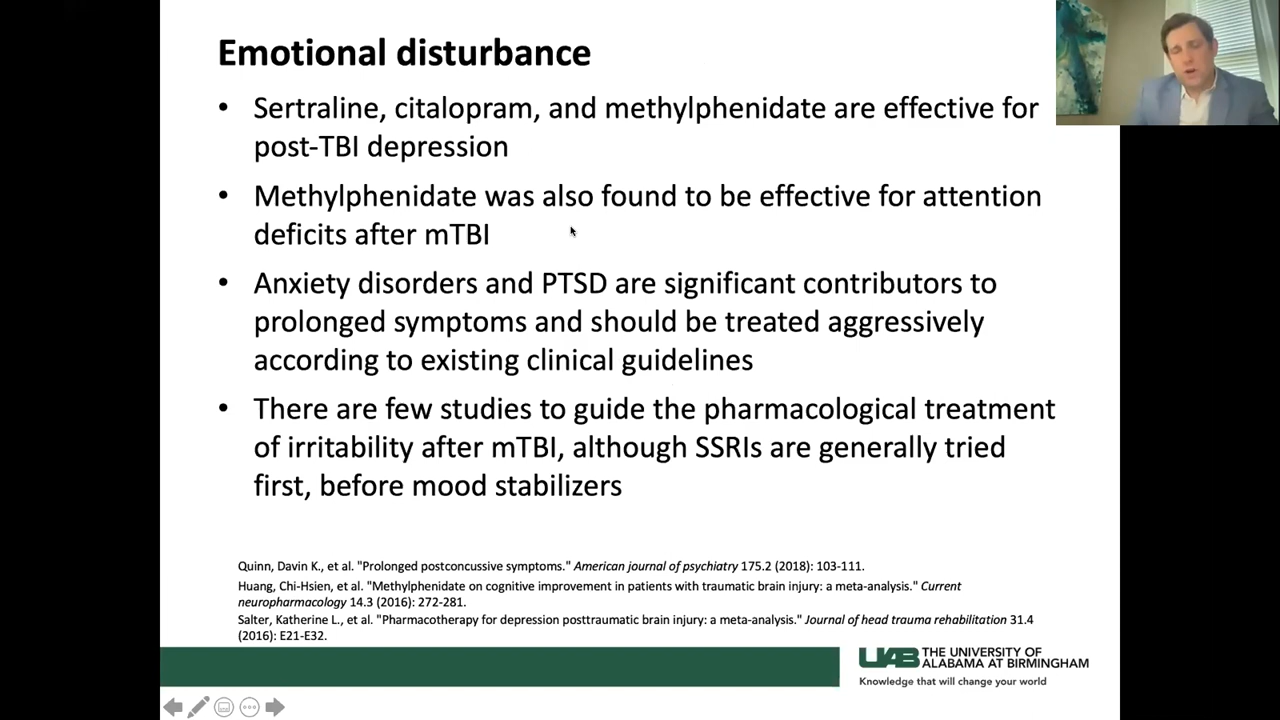 Emotional disturbance
• Sertraline, citalopram, and methylphenidate are effective for
post-TBI depression
• Methylphenidate was also found to be effective for attention
deficits after mTBI
• Anxiety disorders and PTSD are significant contributors to
prolonged symptoms and should be treated aggressively
according to existing clinical guidelines
• There are few studies to guide the pharmacological treatment
of irritability after mTBI, although SSRIs are generally tried
first, before mood stabilizers
Quinn, Davin K., et al. "Prolonged postconcussive symptoms." American journal of psychiatry 175.2 (2018): 103-111.
Huang, Chi-Hsien, et al. "Methylphenidate on cognitive improvement in patients with traumatic brain injury: a meta-analysis." Current
neuropharmacology 14.3 (2016): 272-281.
Salter, Katherine L., et al. "Pharmacotherapy for depression posttraumatic brain injury: a meta-analysis." Journal of head trauma rehabilitation 31.4
(2016): E21-E32.
UAB THE UNIVERSITY OF
ALABAMA AT BIRMINGHAM
Knowledge that will change your world